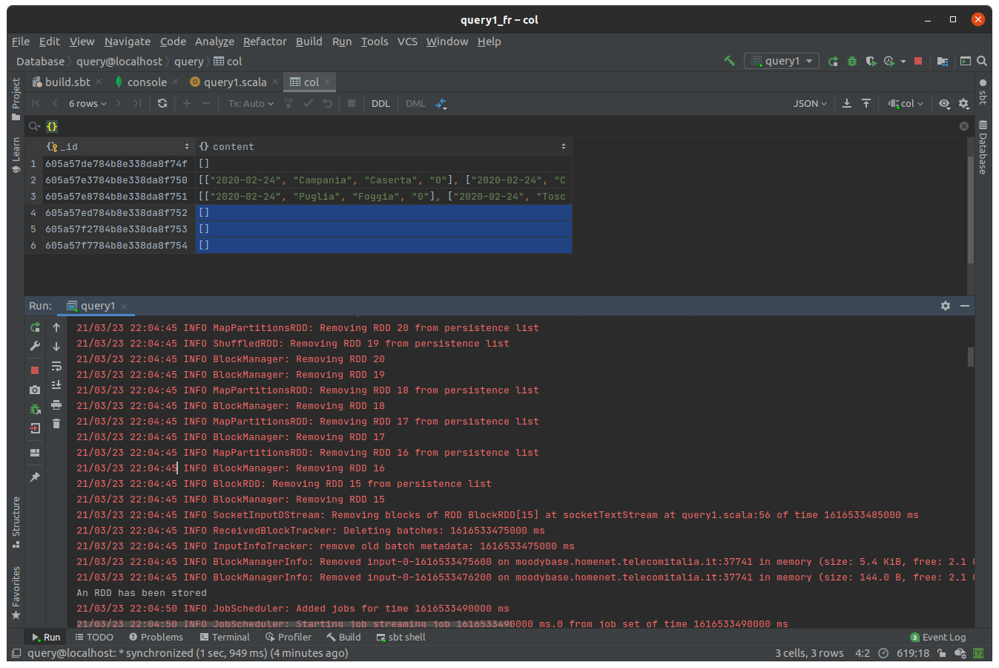 query1_fr – col
File Edit View Navigate Code Analyze Refactor Build Run Tools VCS Window Help
Database query@localhost query col
query1
build.sbt console query1.scala col
6 rows Tx: Auto DB DDL DML JSON col
{}
{} _id {} content
1 605a57de784b8e338da8f74f []
2 605a57e3784b8e338da8f750 [["2020-02-24", "Campania", "Caserta", "0"], ["2020-02-24", "C
3 605a57e8784b8e338da8f751 [["2020-02-24", "Puglia", "Foggia", "0"], ["2020-02-24", "Tosc
4 605a57ed784b8e338da8f752 []
5 605a57f2784b8e338da8f753 []
6 605a57f7784b8e338da8f754 []
Project
Learn
Structure
Favorites
sbt
Database
Run: query1
21/03/23 22:04:45 INFO MapPartitionsRDD: Removing RDD 20 from persistence list
21/03/23 22:04:45 INFO ShuffledRDD: Removing RDD 19 from persistence list
21/03/23 22:04:45 INFO BlockManager: Removing RDD 20
21/03/23 22:04:45 INFO BlockManager: Removing RDD 19
21/03/23 22:04:45 INFO MapPartitionsRDD: Removing RDD 18 from persistence list
21/03/23 22:04:45 INFO BlockManager: Removing RDD 18
21/03/23 22:04:45 INFO MapPartitionsRDD: Removing RDD 17 from persistence list
21/03/23 22:04:45 INFO BlockManager: Removing RDD 17
21/03/23 22:04:45 INFO MapPartitionsRDD: Removing RDD 16 from persistence list
21/03/23 22:04:45 INFO BlockManager: Removing RDD 16
21/03/23 22:04:45 INFO BlockRDD: Removing RDD 15 from persistence list
21/03/23 22:04:45 INFO BlockManager: Removing RDD 15
21/03/23 22:04:45 INFO SocketInputDStream: Removing blocks of RDD BlockRDD[15] at socketTextStream at query1.scala:56 of time 1616533485000 ms
21/03/23 22:04:45 INFO ReceivedBlockTracker: Deleting batches: 1616533475000 ms
21/03/23 22:04:45 INFO InputInfoTracker: remove old batch metadata: 1616533475000 ms
21/03/23 22:04:45 INFO BlockManagerInfo: Removed input-0-1616533475600 on moodybase.homenet.telecomitalia.it:37741 in memory (size: 5.4 KiB, free: 2.1
21/03/23 22:04:45 INFO BlockManagerInfo: Removed input-0-1616533476200 on moodybase.homenet.telecomitalia.it:37741 in memory (size: 144.0 B, free: 2.1
An RDD has been stored
21/03/23 22:04:50 INFO JobScheduler: Added jobs for time 1616533490000 ms
21/03/23 22:04:50 INFO JobScheduler: Starting job streaming job 1616533490000 ms.0 from job set of time 1616533490000 ms
Run TODO Problems Terminal Profiler Build sbt shell 3 Event Log
query@localhost: * synchronized (1 sec, 949 ms) (4 minutes ago) 3 cells, 3 rows 4:2 619:18 [T]